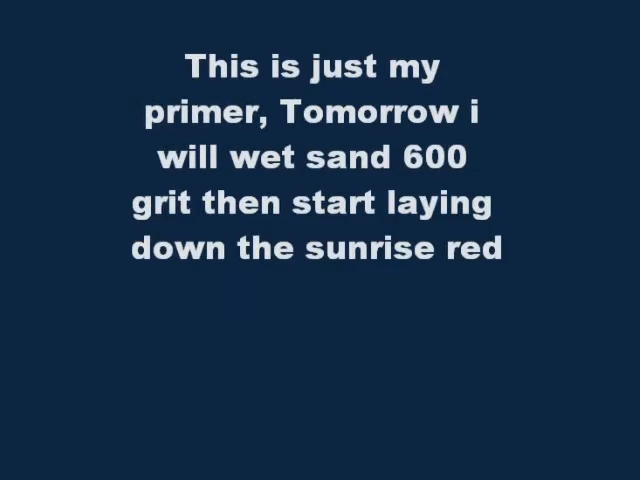 This is just my
primer, Tomorrow i
will wet sand 600
grit then start laying
down the sunrise red